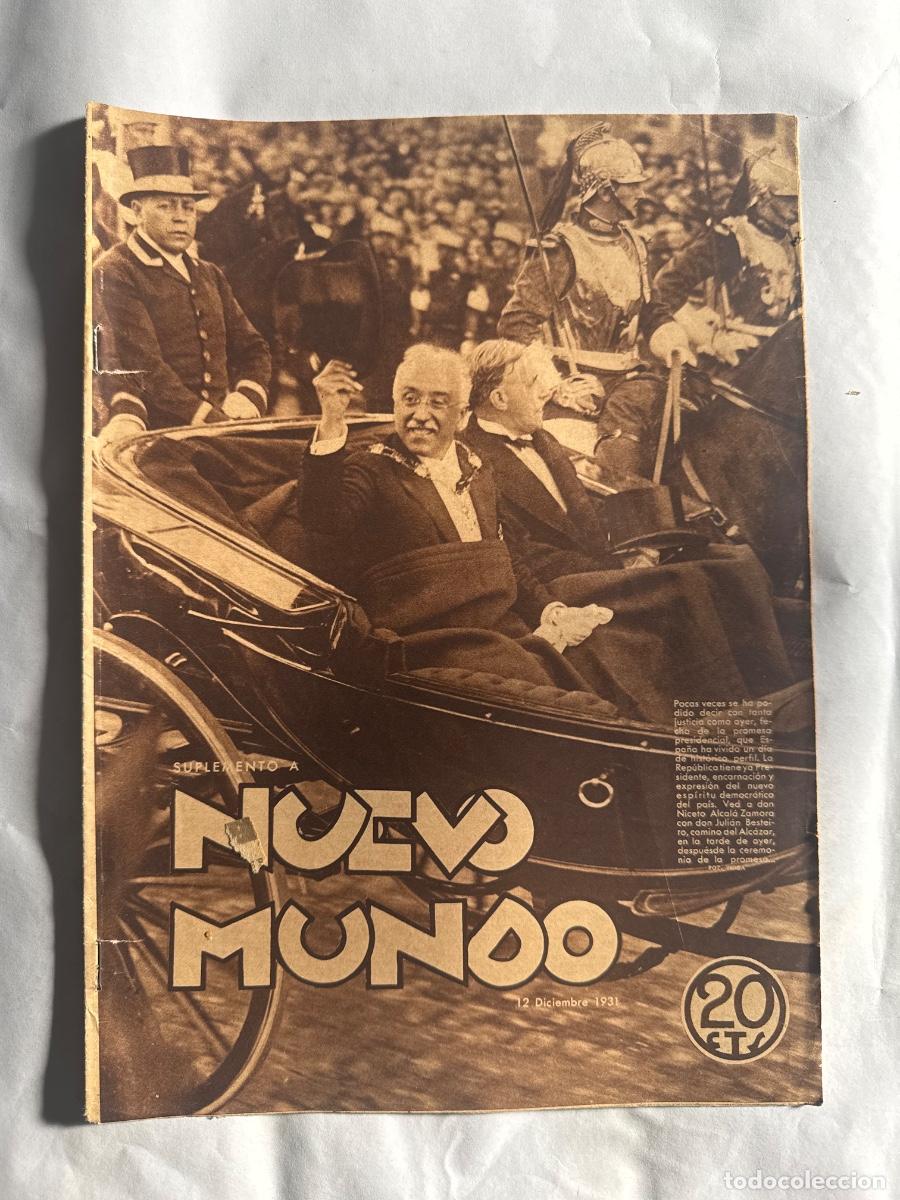 Pocas veces se ha po-
dido decir con tanta
justicia como ayer, fe-
cha de la promesa
presidencial, que Es-
paña ha vivido un día
de histórico perfil. La
República tiene ya Pre-
sidente, encarnación y
expresión del nuevo
espíritu democrático
del país. Ved a don
Niceto Alcalá Zamora
con don Julián Bestei-
ro, camino del Alcázar,
en la tarde de ayer,
despuésde la ceremo-
nia de la promesa...
SUPLEMENTO A
NUEVO
MUNDO
12 Diciembre 1931
20
CTS
todocoleccion